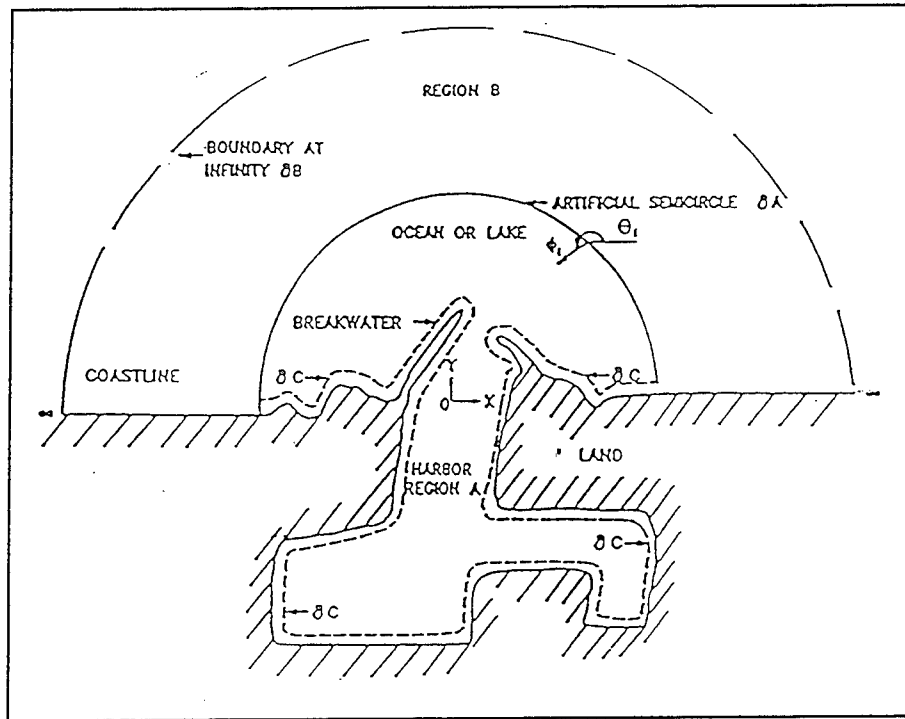 REGION B
BOUNDARY AT
INFINITY δB
ARTIFICIAL SEMICIRCLE δA
OCEAN OR LAKE
θ₁
BREAKWATER
COASTLINE
δC
δC
Y
O
X
LAND
HARBOR
REGION A
δC
δC